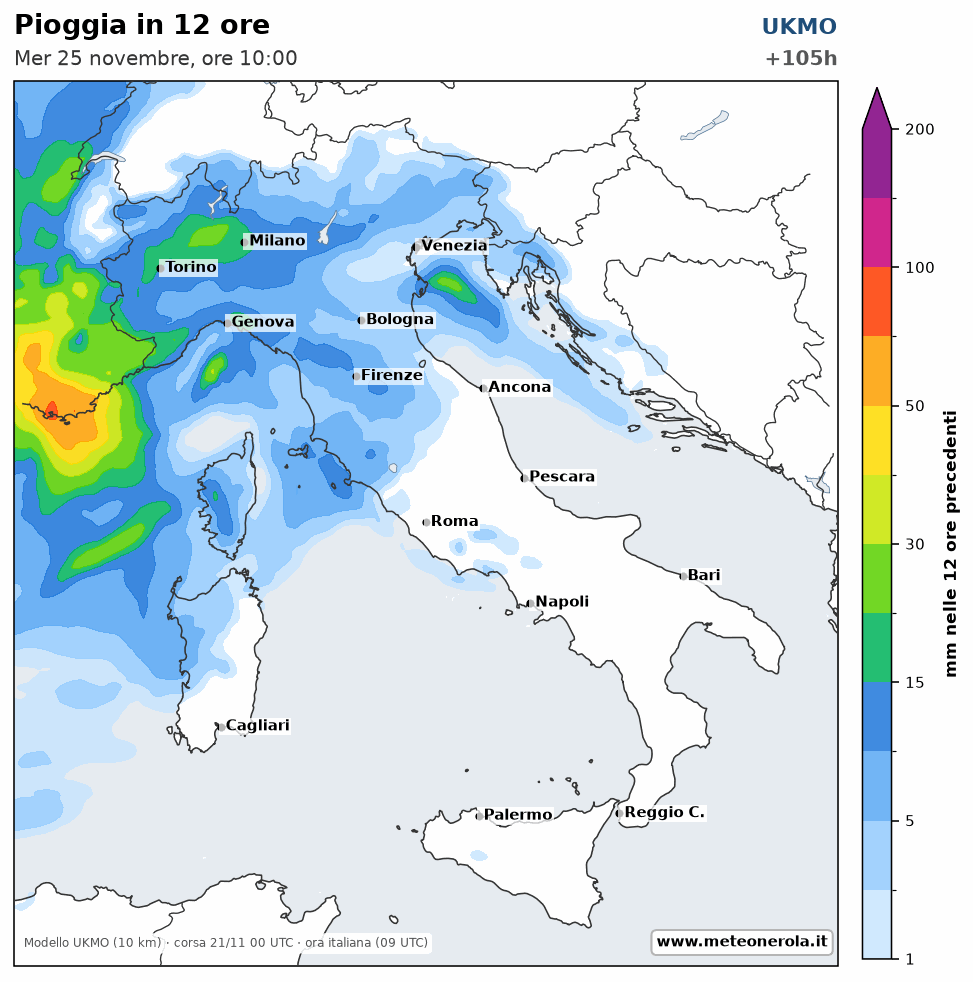 Pioggia in 12 ore
UKMO
Mer 25 novembre, ore 10:00
+105h
200
100
50
30
15
5
1
mm nelle 12 ore precedenti
Milano
Venezia
Torino
Genova
Bologna
Firenze
Ancona
Pescara
Roma
Bari
Napoli
Cagliari
Palermo
Reggio C.
Modello UKMO (10 km) · corsa 21/11 00 UTC · ora italiana (09 UTC)
www.meteonerola.it